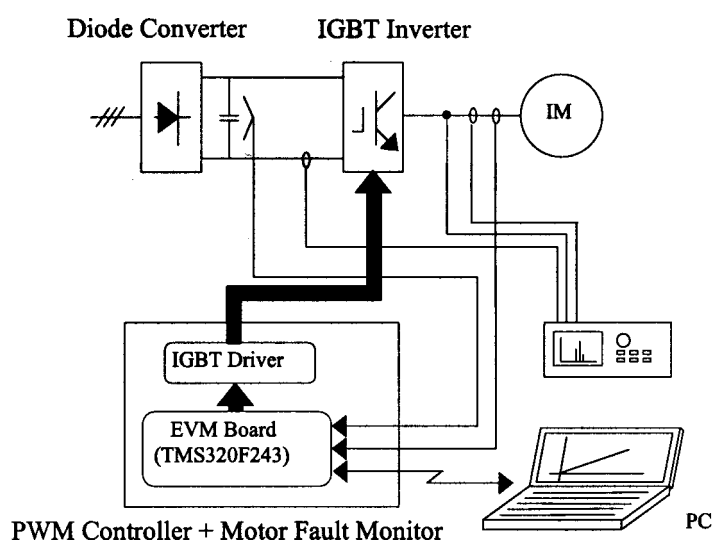 Diode Converter
IGBT Inverter
IM
IGBT Driver
EVM Board
(TMS320F243)
PC
PWM Controller + Motor Fault Monitor